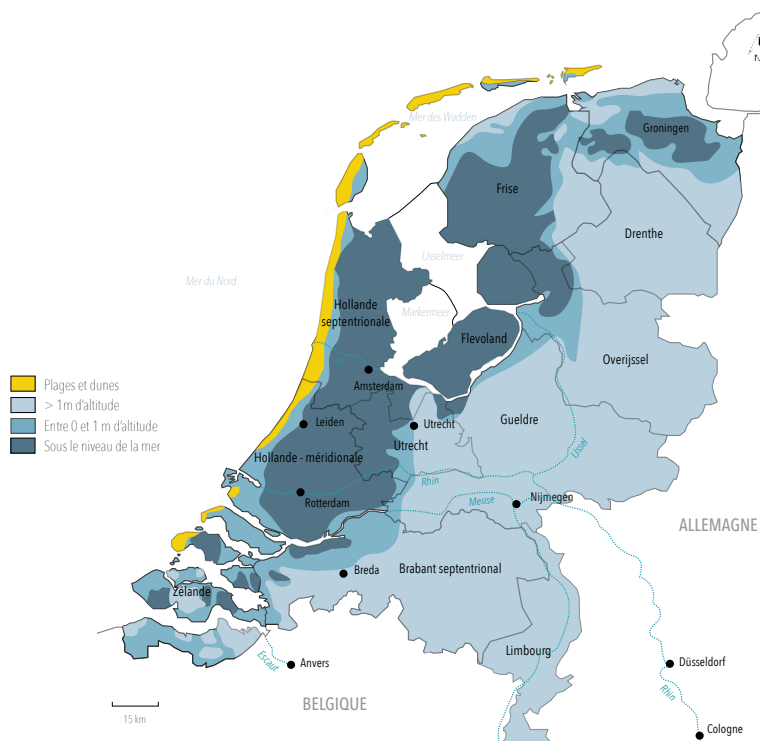 N
Mer des Wadden
Groningen
Frise
Drenthe
Mer du Nord
Usselmeer
Hollande
septentrionale
Markermeer
Flevoland
Overijssel
IJ
Amsterdam
Plages et dunes
> 1m d'altitude
Entre 0 et 1 m d'altitude
Sous le niveau de la mer
Leiden
Utrecht
Utrecht
Gueldre
IJssel
Hollande - méridionale
Rhin
Rotterdam
Meuse
Nijmegen
ALLEMAGNE
Breda
Brabant septentrional
Zélande
Limbourg
Escaut
Anvers
Düsseldorf
Rhin
BELGIQUE
15 km
Cologne